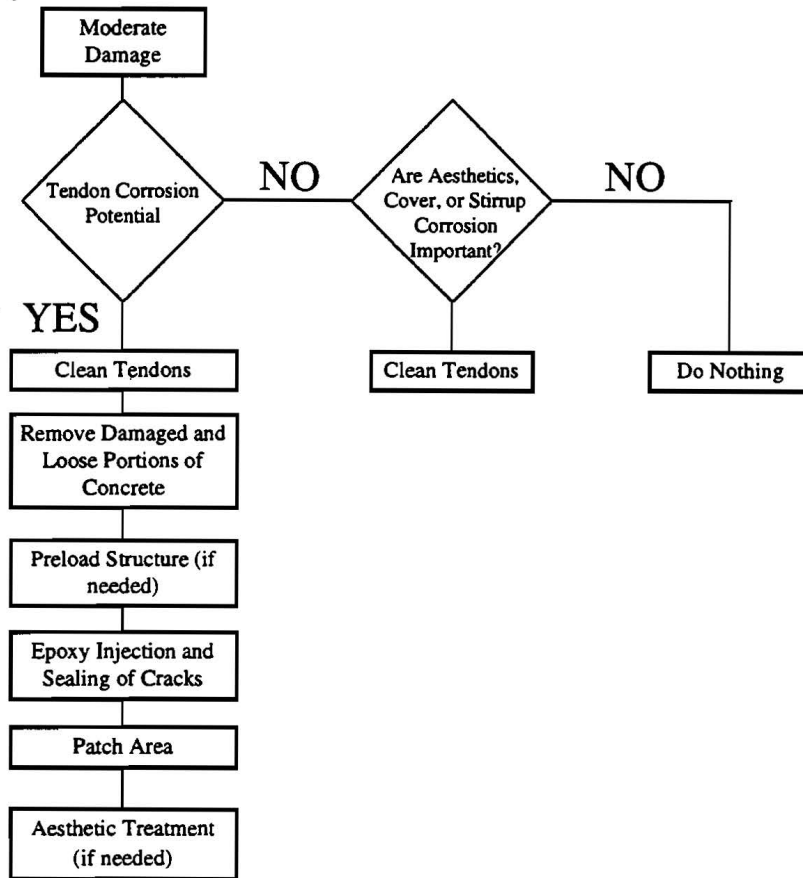 Moderate
Damage
Tendon Corrosion
Potential
NO
Are Aesthetics,
Cover, or Stirrup
Corrosion
Important?
NO
YES
Clean Tendons
Clean Tendons
Do Nothing
Remove Damaged and
Loose Portions of
Concrete
Preload Structure (if
needed)
Epoxy Injection and
Sealing of Cracks
Patch Area
Aesthetic Treatment
(if needed)